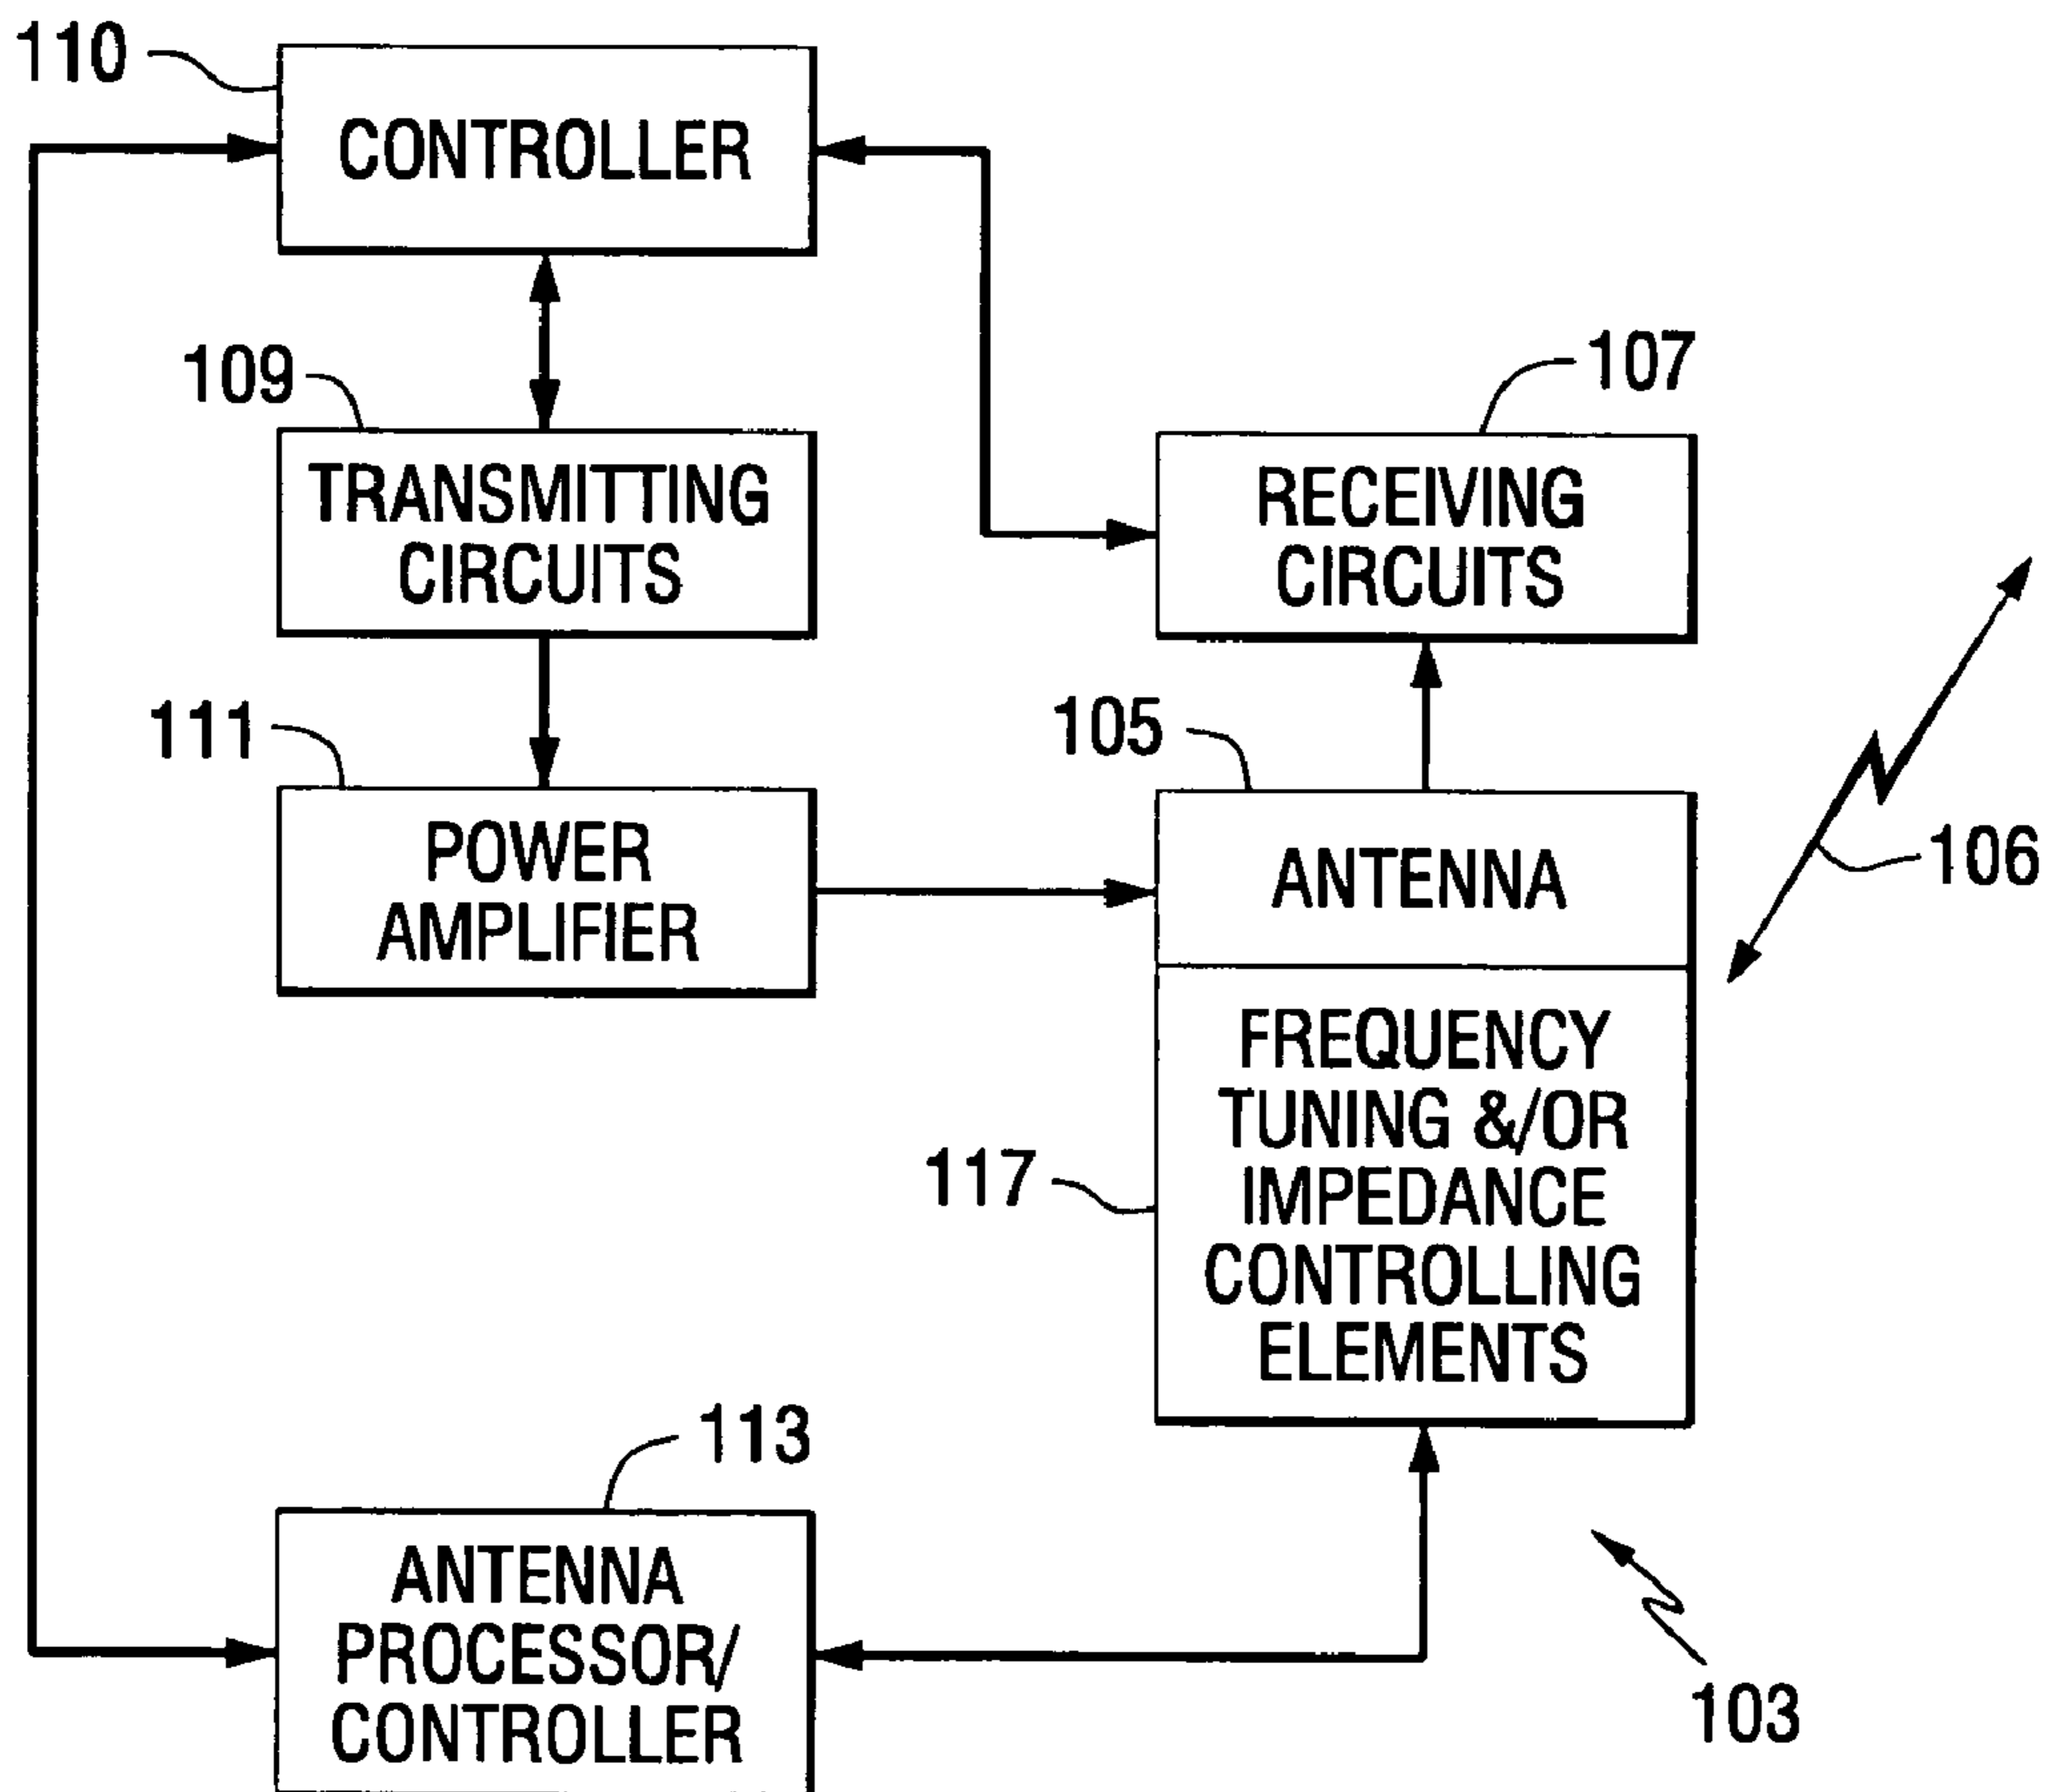 110
CONTROLLER
109
TRANSMITTING
CIRCUITS
107
RECEIVING
CIRCUITS
111
POWER
AMPLIFIER
105
ANTENNA
106
117
FREQUENCY
TUNING &/OR
IMPEDANCE
CONTROLLING
ELEMENTS
113
ANTENNA
PROCESSOR/
CONTROLLER
103